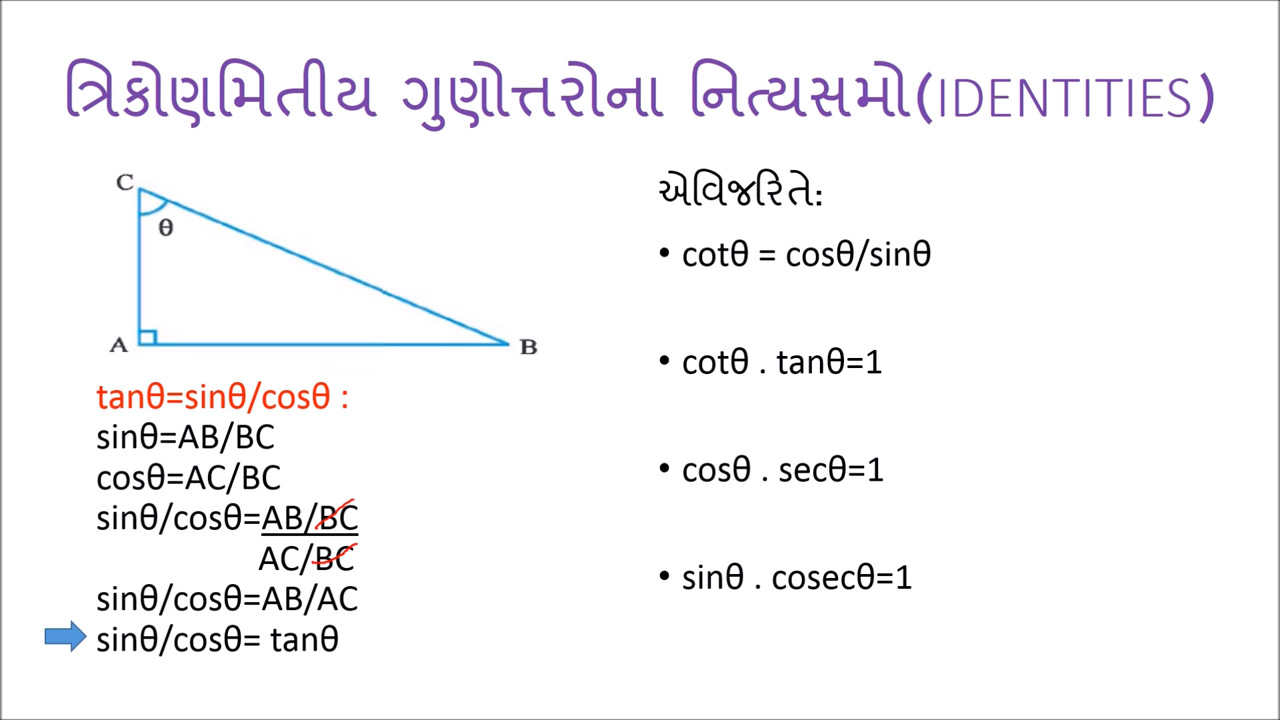 ત્રિકોણમિતીય ગુણોત્તરોના નિત્યસમો(IDENTITIES)
C
θ
A
B
tanθ=sinθ/cosθ :
sinθ=AB/BC
cosθ=AC/BC
sinθ/cosθ=AB/BC
AC/BC
sinθ/cosθ=AB/AC
sinθ/cosθ= tanθ
એવિજરિતે:
• cotθ = cosθ/sinθ
• cotθ . tanθ=1
• cosθ . secθ=1
• sinθ . cosecθ=1